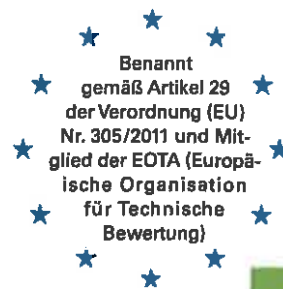 Benannt
gemäß Artikel 29
der Verordnung (EU)
Nr. 305/2011 und Mit-
glied der EOTA (Europä-
ische Organisation
für Technische
Bewertung)